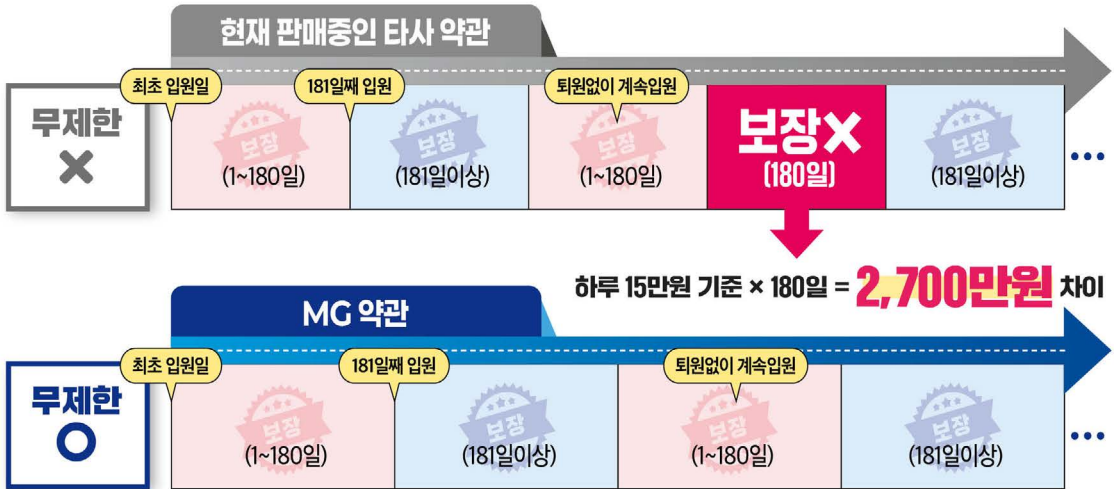 현재 판매중인 타사 약관
최초 입원일
181일째 입원
퇴원없이 계속입원
무제한
×
보장
(1~180일)
보장
(181일이상)
보장
(1~180일)
보장×
(180일)
보장
(181일이상)
...
하루 15만원 기준 × 180일 = 2,700만원 차이
MG 약관
최초 입원일
181일째 입원
퇴원없이 계속입원
무제한
O
보장
(1~180일)
보장
(181일이상)
보장
(1~180일)
보장
(181일이상)
...